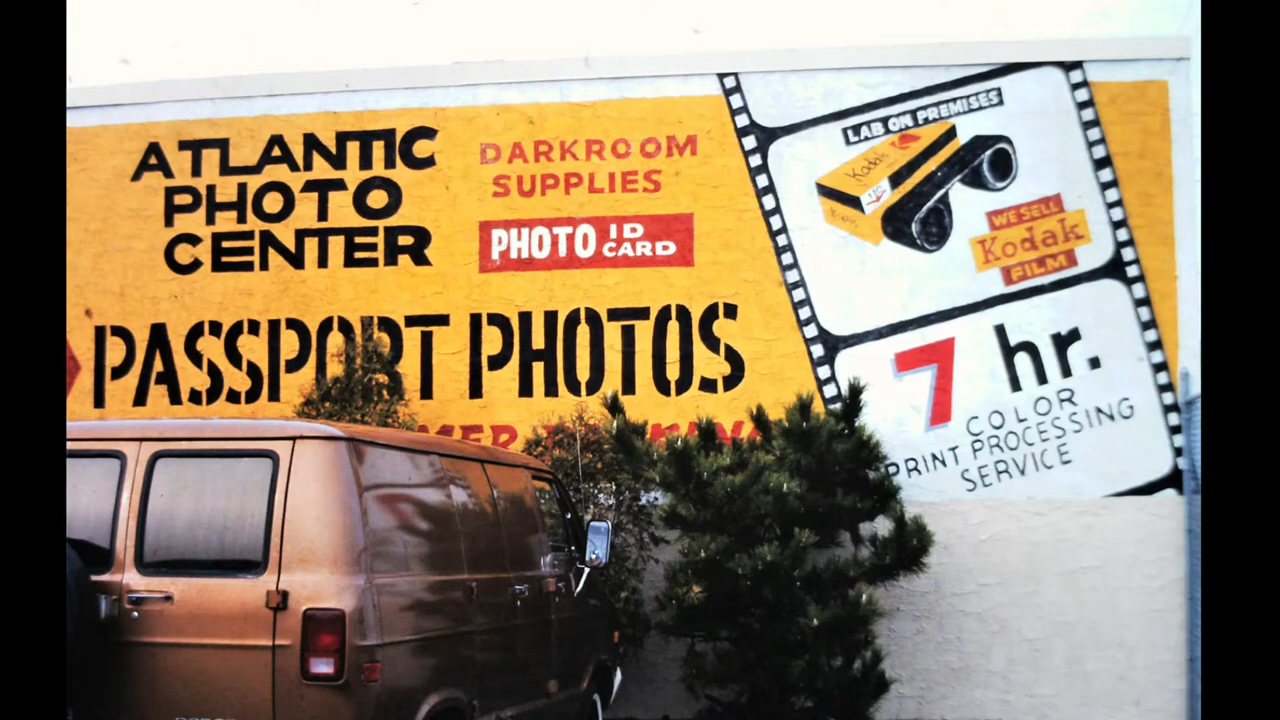 ATLANTIC
PHOTO
CENTER
DARKROOM
SUPPLIES
PHOTO ID
CARD
PASSPORT PHOTOS
LAB ON PREMISES
Kodak
110
WE SELL
Kodak
FILM
7 hr.
COLOR
PRINT PROCESSING
SERVICE